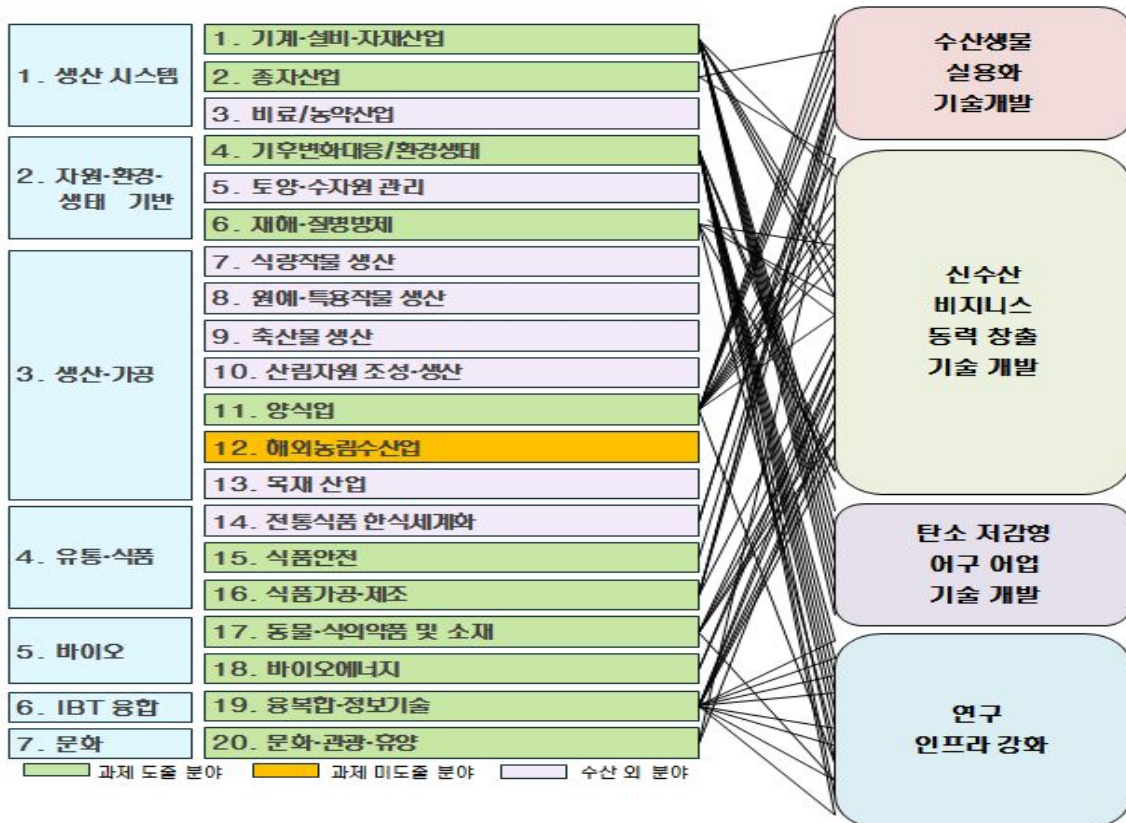 1. 생산 시스템
2. 자원·환경·
생태 기반
3. 생산·가공
4. 유통·식품
5. 바이오
6. IBT 융합
7. 문화
1. 기계·설비·자재산업
2. 종자산업
3. 비료/농약산업
4. 기후변화대응/환경생태
5. 토양·수자원 관리
6. 재해·질병방제
7. 식량작물 생산
8. 원예·특용작물 생산
9. 축산물 생산
10. 산림자원 조성·생산
11. 양식업
12. 해외농림수산업
13. 목재 산업
14. 전통식품 한식세계화
15. 식품안전
16. 식품가공·제조
17. 동물·식의약품 및 소재
18. 바이오에너지
19. 융복합·정보기술
20. 문화·관광·휴양
수산생물
실용화
기술개발
신수산
비지니스
동력 창출
기술 개발
탄소 저감형
어구 어업
기술 개발
연구
인프라 강화
과제 도출 분야
과제 미도출 분야
수산 외 분야